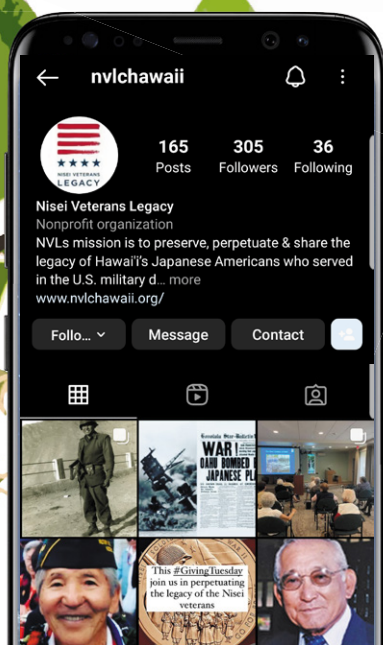 nvlchawaii
165
305
36
Posts
Followers
Following
NISEI VETERANS
LEGACY
Nisei Veterans Legacy
Nonprofit organization
NVLs mission is to preserve, perpetuate & share the
legacy of Hawai'i's Japanese Americans who served
in the U.S. military d... more
www.nvlchawaii.org/
Follo...
Message
Contact
Honolulu Star-Bulletin
WAR!
OAHU BOMBED
JAPANESE PL
This #GivingTuesday
join us in perpetuating
the legacy of the Nisei
veterans